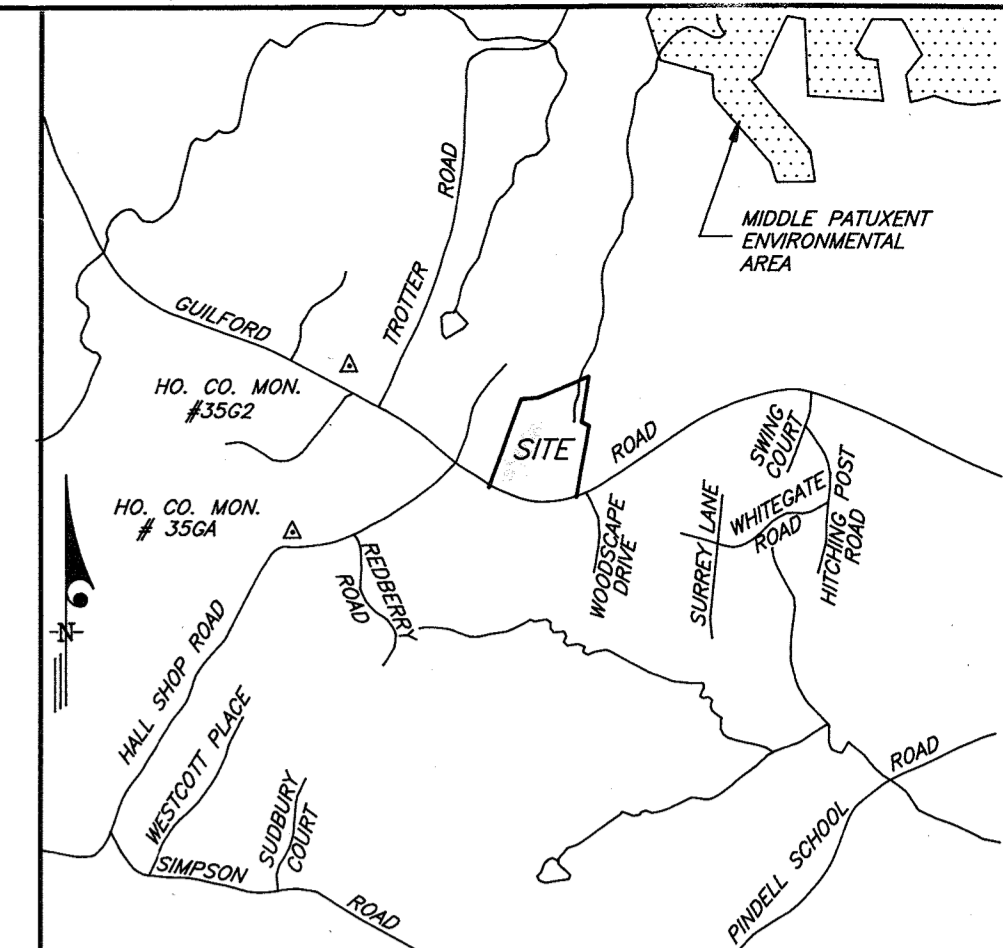 ROAD
TROTTER
MIDDLE PATUXENT
ENVIRONMENTAL
AREA
GUILFORD
HO. CO. MON.
#35G2
SITE
ROAD
SWING
COURT
HO. CO. MON.
# 35GA
SURREY LANE
WHITEGATE
ROAD
HITCHING POST
ROAD
WOODSCAPE
DRIVE
REDBERRY
ROAD
N
HALL SHOP ROAD
WESTCOTT PLACE
SUDBURY
COURT
SIMPSON
ROAD
PINDELL SCHOOL
ROAD